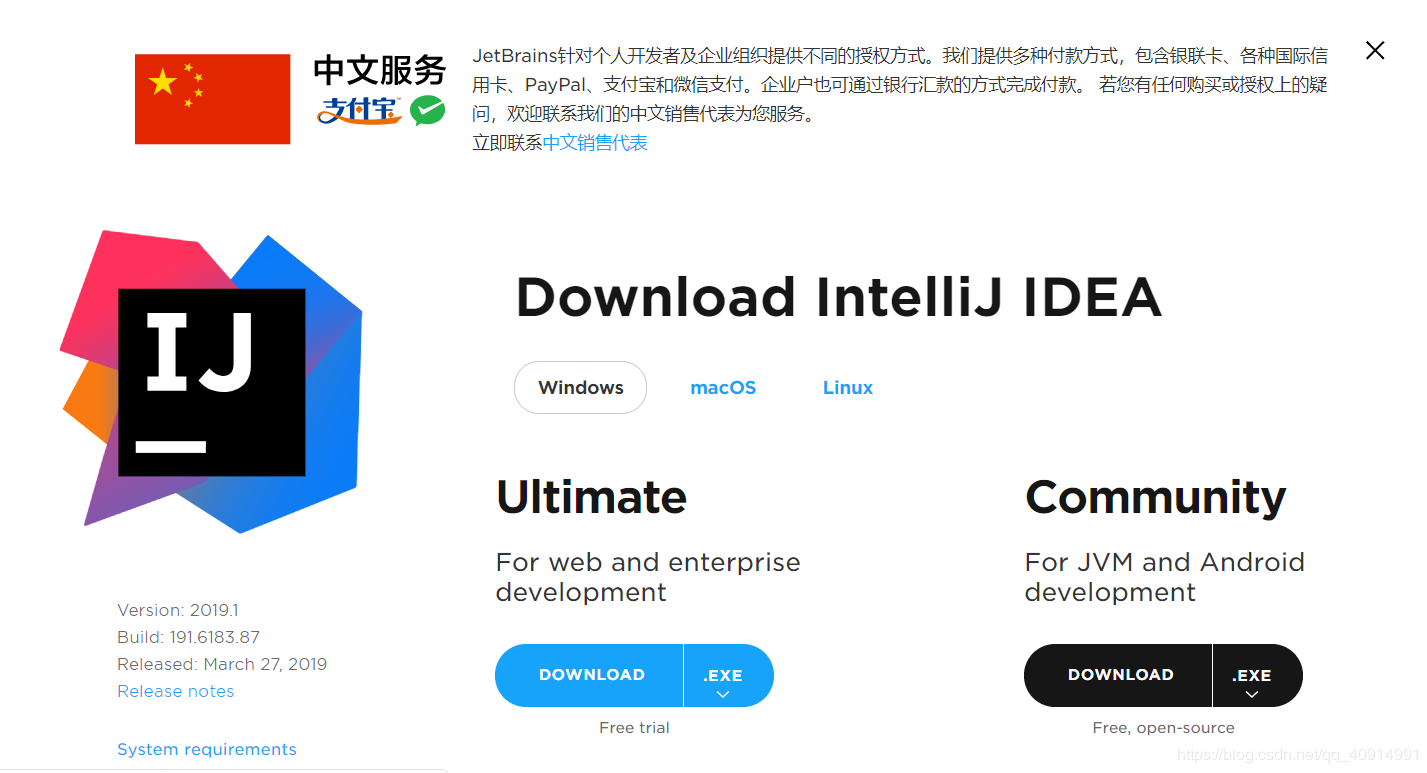 中文服务
支付宝
JetBrains针对个人开发者及企业组织提供不同的授权方式。我们提供多种付款方式，包含银联卡、各种国际信
用卡、PayPal、支付宝和微信支付。企业户也可通过银行汇款的方式完成付款。 若您有任何购买或授权上的疑
问，欢迎联系我们的中文销售代表为您服务。
立即联系中文销售代表
IJ
Download IntelliJ IDEA
Windows
macOS
Linux
Ultimate
For web and enterprise
development
DOWNLOAD
.EXE
Free trial
Community
For JVM and Android
development
DOWNLOAD
.EXE
Free, open-source
Version: 2019.1
Build: 191.6183.87
Released: March 27, 2019
Release notes
System requirements
https://blog.csdn.net/qq_40914991